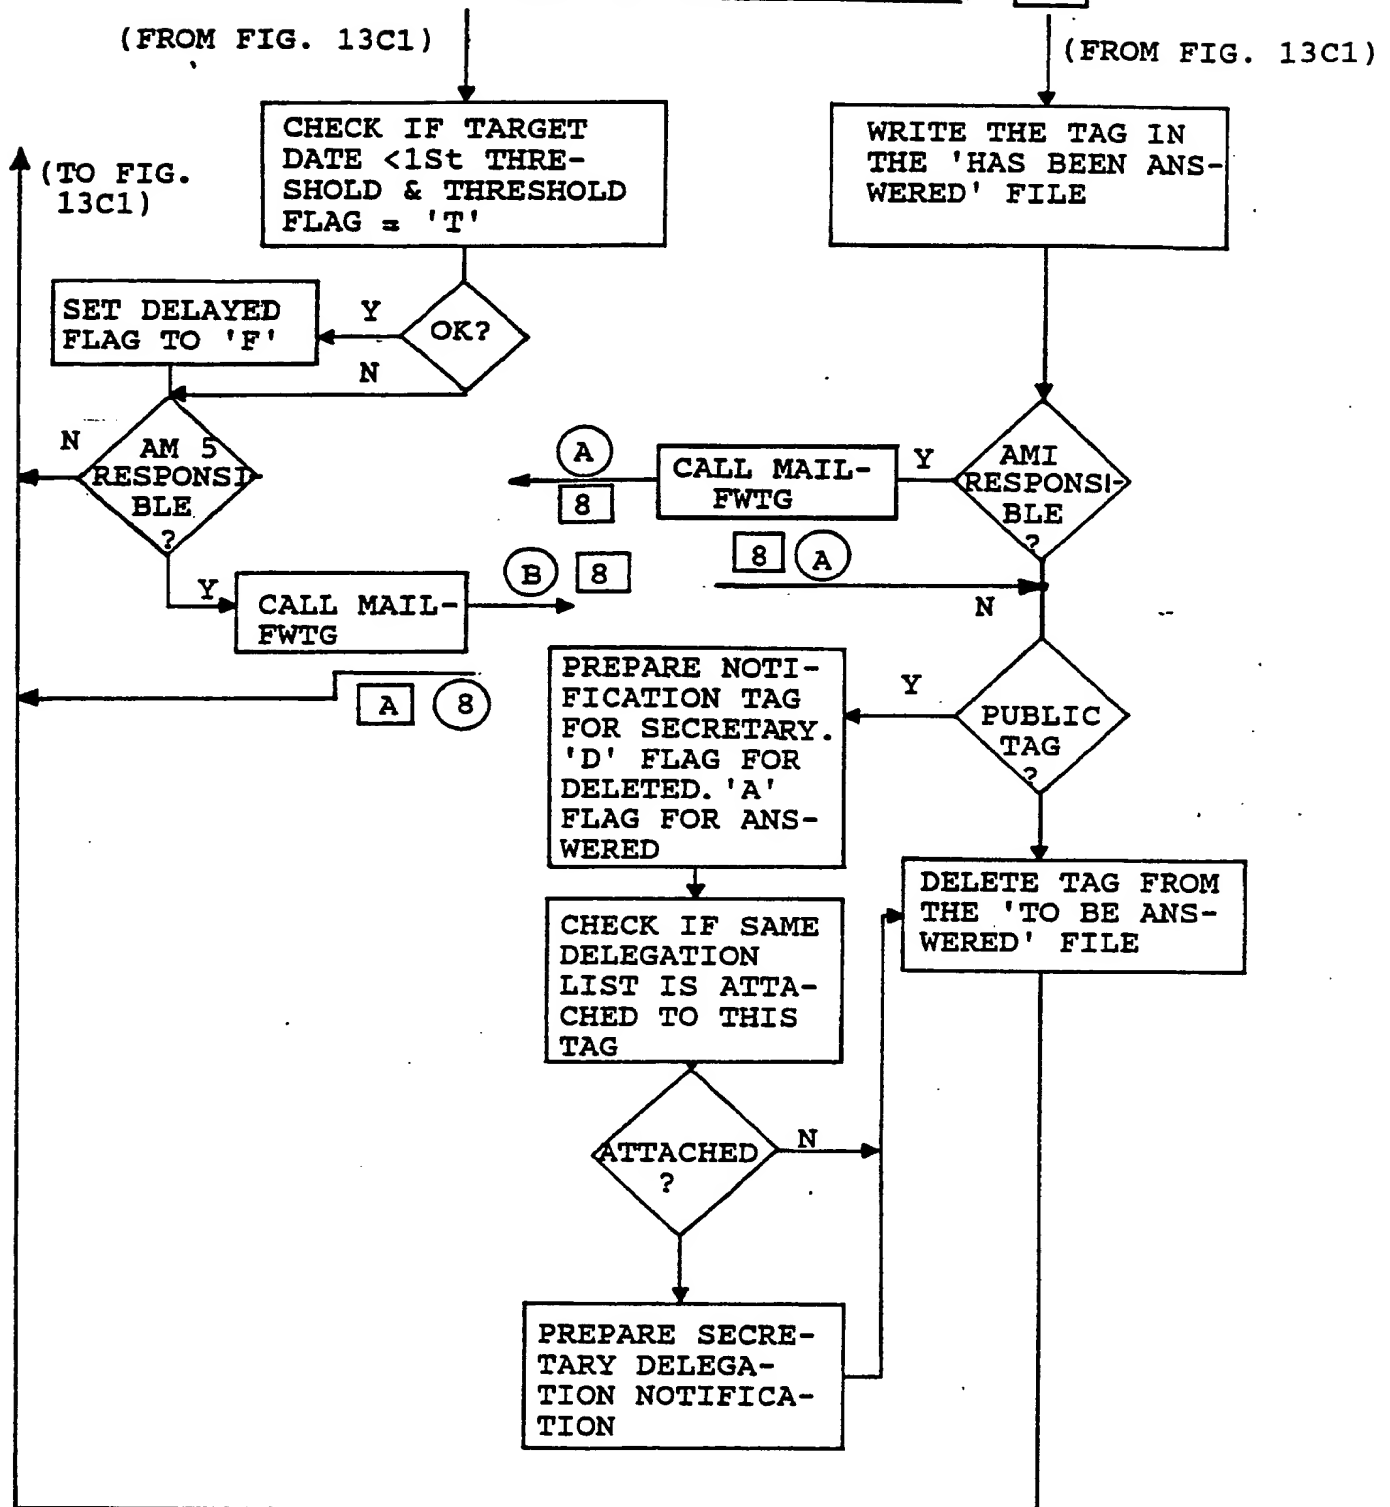 (FROM FIG. 13C1)
(FROM FIG. 13C1)
CHECK IF TARGET
DATE <1St THRE-
SHOLD & THRESHOLD
FLAG = 'T'
WRITE THE TAG IN
THE 'HAS BEEN ANS-
WERED' FILE
(TO FIG.
13C1)
SET DELAYED
FLAG TO 'F'
Y
OK?
N
N
AM 5
RESPONSI
BLE
?
A
8
CALL MAIL-
FWTG
Y
AMI
RESPONSI-
BLE
?
8 A
N
Y
CALL MAIL-
FWTG
B 8
A 8
PREPARE NOTI-
FICATION TAG
FOR SECRETARY.
'D' FLAG FOR
DELETED. 'A'
FLAG FOR ANS-
WERED
Y
PUBLIC
TAG
?
CHECK IF SAME
DELEGATION
LIST IS ATTA-
CHED TO THIS
TAG
DELETE TAG FROM
THE 'TO BE ANS-
WERED' FILE
ATTACHED
?
N
PREPARE SECRE-
TARY DELEGA-
TION NOTIFICA-
TION